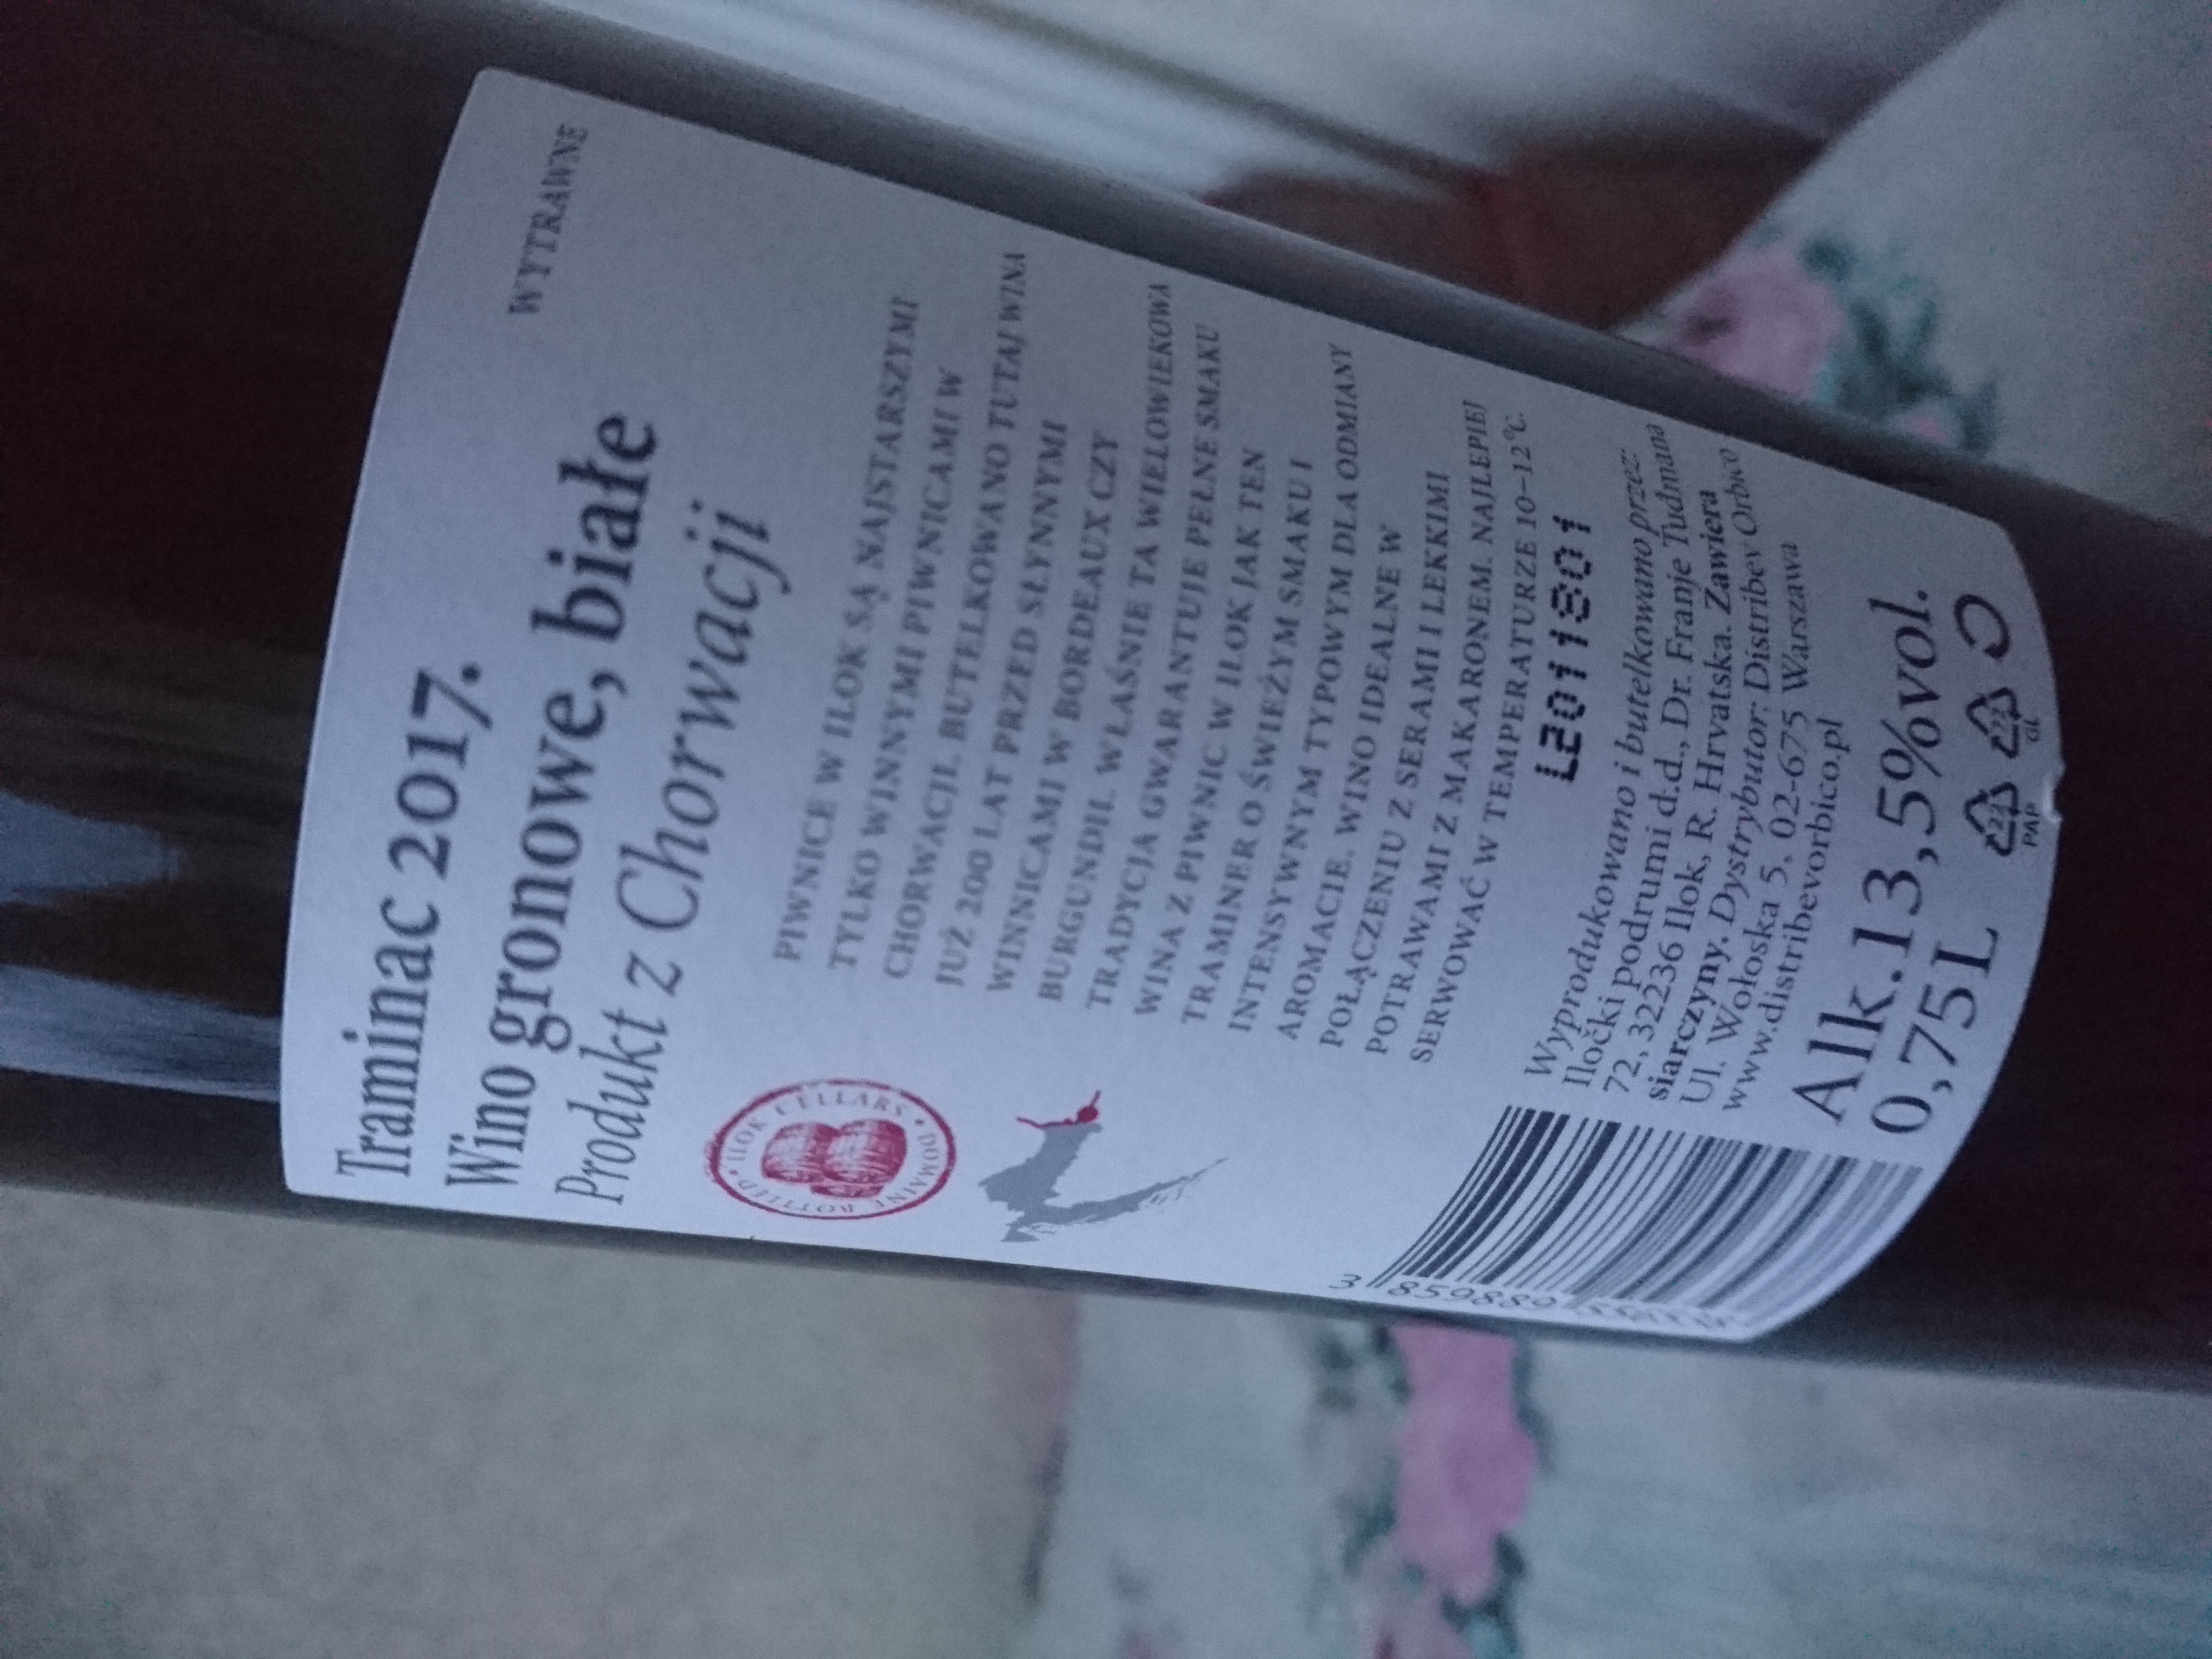 Traminac 2017.
WYTRAWNE
Wino gronowe, białe
Produkt z Chorwacji
ILOK CELLARS • DOMAINE BOTTLED •
PIWNICE W ILOK SĄ NAJSTARSZYMI
TYLKO WINNYMI PIWNICAMI W
CHORWACJI. BUTELKOWANO TUTAJ WINA
JUŻ 200 LAT PRZED SŁYNNYMI
WINNICAMI W BORDEAUX CZY
BURGUNDII. WŁAŚNIE TA WIELOWIEKOWA
TRADYCJA GWARANTUJE PEŁNE SMAKU
WINA Z PIWNIC W ILOK JAK TEN
TRAMINER O ŚWIEŻYM SMAKU I
INTENSYWNYM TYPOWYM DLA ODMIANY
AROMACIE. WINO IDEALNE W
POŁĄCZENIU Z SERAMI I LEKKIMI
POTRAWAMI Z MAKARONEM. NAJLEPIEJ
SERWOWAĆ W TEMPERATURZE 10–12°C.
L2011801
Wyprodukowano i butelkowano przez:
Iločki podrumi d.d., Dr. Franje Tuđmana
72, 32236 Ilok, R. Hrvatska. Zawiera
siarczyny. Dystrybutor: Distribev Orbico
Ul. Wołoska 5, 02-675 Warszawa
www.distribevorbico.pl
3 859889
Alk.13,5%vol.
0,75L
22 PAP
GL